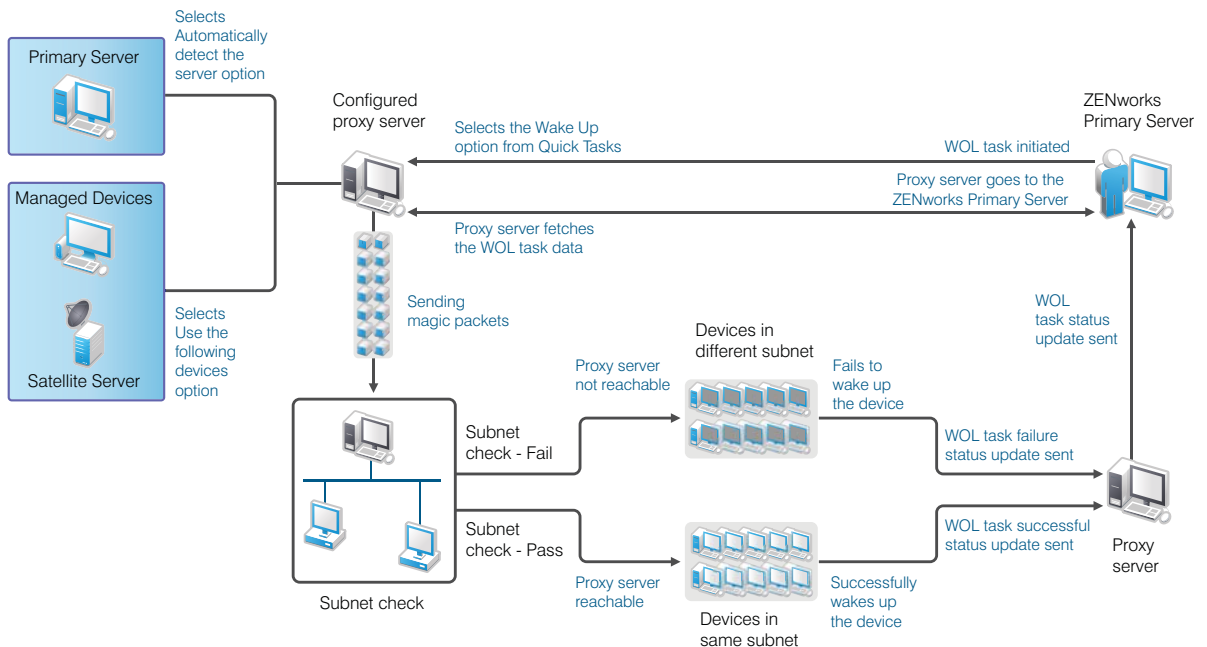 Selects
Automatically
detect the
server option
Primary Server
Managed Devices
Satellite Server
Selects
Use the
following
devices
option
Configured
proxy server
Selects the Wake Up
option from Quick Tasks
WOL task initiated
ZENworks
Primary Server
Proxy server goes to the
ZENworks Primary Server
Proxy server fetches
the WOL task data
Sending
magic packets
WOL
task status
update sent
Devices in
different subnet
Proxy server
not reachable
Fails to
wake up
the device
Subnet
check - Fail
WOL task failure
status update sent
Subnet
check - Pass
WOL task successful
status update sent
Proxy
server
Proxy server
reachable
Successfully
wakes up
the device
Subnet check
Devices in
same subnet